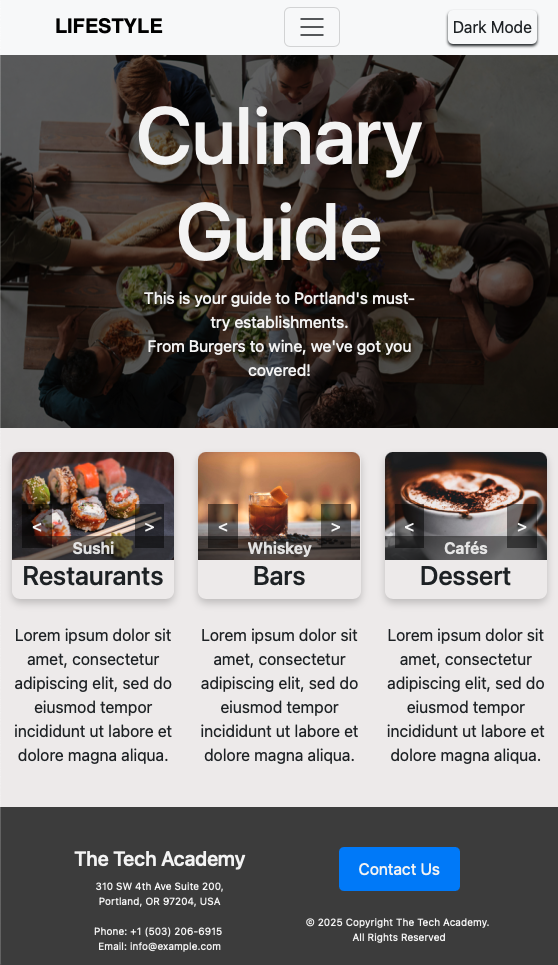 LIFESTYLE
Dark Mode
Culinary
Guide
This is your guide to Portland's must-
try establishments.
From Burgers to wine, we've got you
covered!
< >
Sushi
Restaurants
< >
Whiskey
Bars
< >
Cafés
Dessert
Lorem ipsum dolor sit
amet, consectetur
adipiscing elit, sed do
eiusmod tempor
incididunt ut labore et
dolore magna aliqua.
Lorem ipsum dolor sit
amet, consectetur
adipiscing elit, sed do
eiusmod tempor
incididunt ut labore et
dolore magna aliqua.
Lorem ipsum dolor sit
amet, consectetur
adipiscing elit, sed do
eiusmod tempor
incididunt ut labore et
dolore magna aliqua.
The Tech Academy
310 SW 4th Ave Suite 200,
Portland, OR 97204, USA
Phone: +1 (503) 206-6915
Email: info@example.com
Contact Us
© 2025 Copyright The Tech Academy.
All Rights Reserved